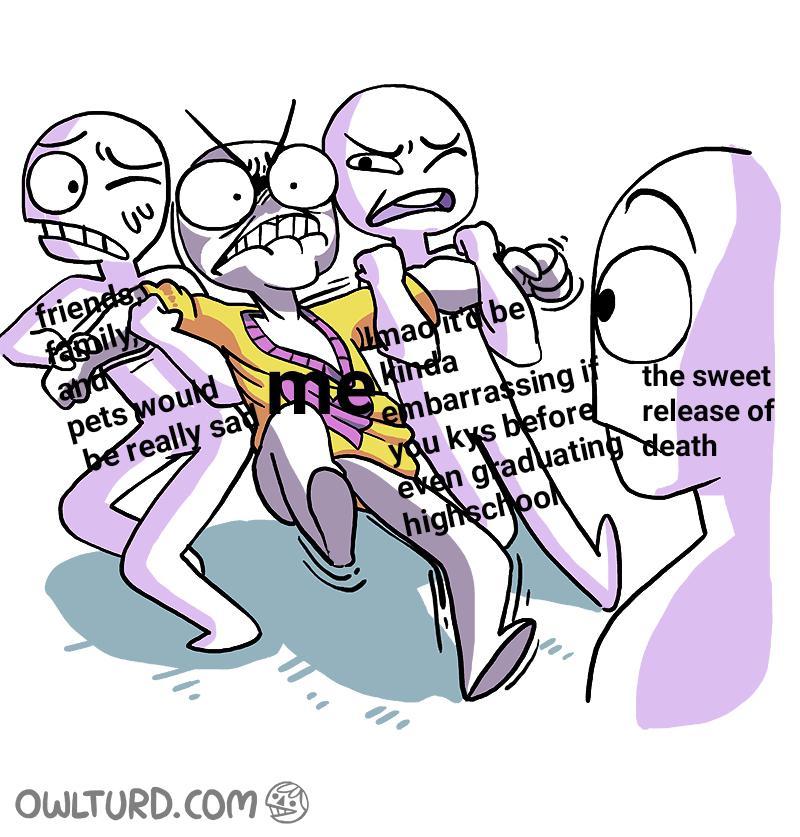 friends,
family,
and
pets would
be really sad
me
lmao it'd be
kinda
embarrassing if
you kys before
even graduating
highschool
the sweet
release of
death
OWLTURD.COM